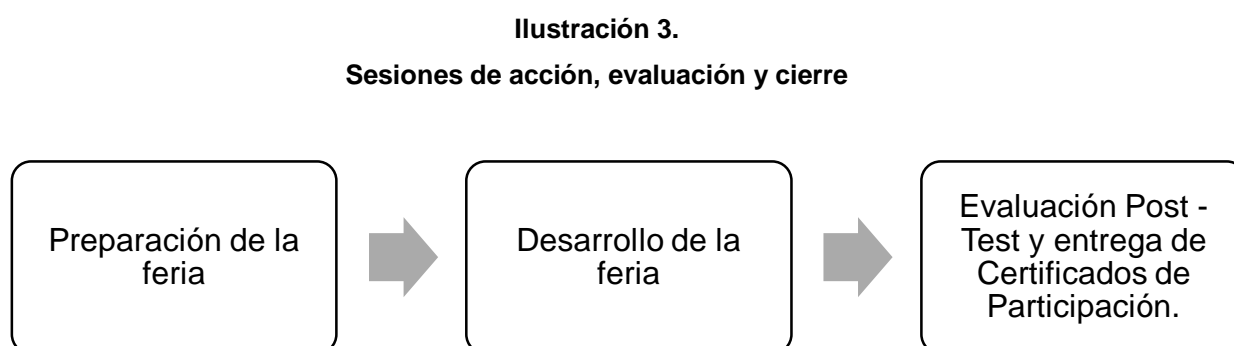 Ilustración 3.
Sesiones de acción, evaluación y cierre
Preparación de la
feria
Desarrollo de la
feria
Evaluación Post -
Test y entrega de
Certificados de
Participación.